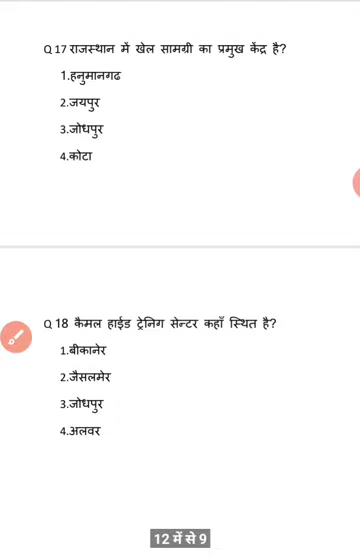 Q 17 राजस्थान में खेल सामग्री का प्रमुख केंद्र है?
1.हनुमानगढ
2.जयपुर
3.जोधपुर
4.कोटा
Q 18 कैमल हाईड ट्रेनिग सेन्टर कहाँ स्थित है?
1.बीकानेर
2.जैसलमेर
3.जोधपुर
4.अलवर
12 में से 9